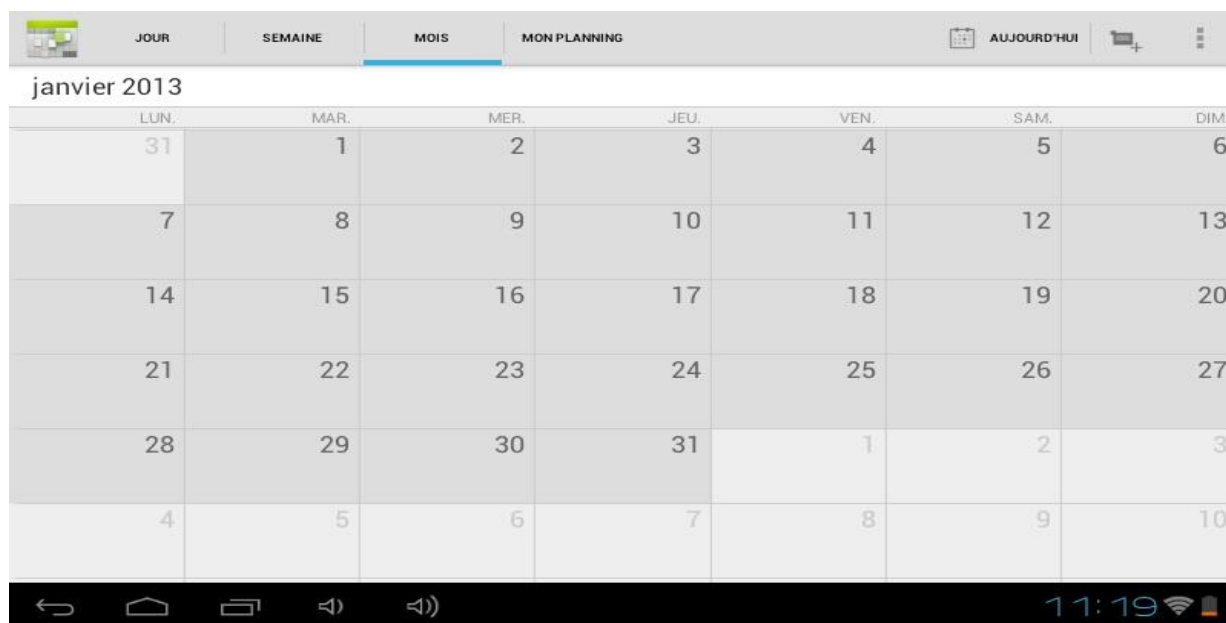 JOUR SEMAINE MOIS MON PLANNING AUJOURD'HUI
janvier 2013
LUN. MAR. MER. JEU. VEN. SAM. DIM
31 1 2 3 4 5 6
7 8 9 10 11 12 13
14 15 16 17 18 19 20
21 22 23 24 25 26 27
28 29 30 31 1 2 3
4 5 6 7 8 9 10
11:19